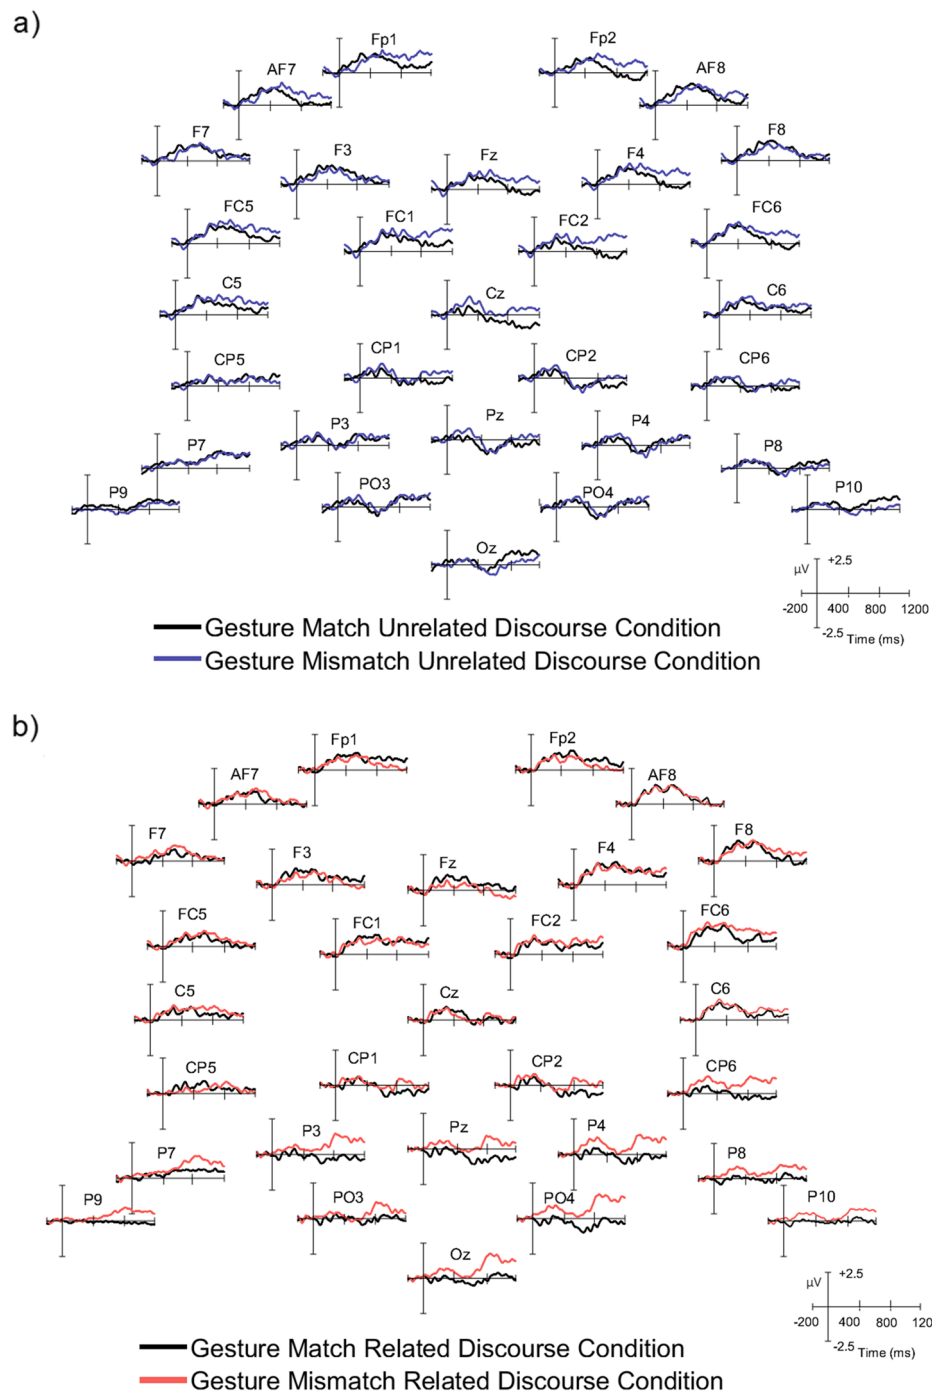 a)
Fp1 Fp2
AF7 AF8
F7 F3 Fz F4 F8
FC5 FC1 FC2 FC6
C5 Cz C6
CP5 CP1 CP2 CP6
P7 P3 Pz P4 P8
P9 PO3 PO4 P10
Oz
µV +2.5
-200 400 800 1200
-2.5 Time (ms)
Gesture Match Unrelated Discourse Condition
Gesture Mismatch Unrelated Discourse Condition
b)
Fp1 Fp2
AF7 AF8
F7 F3 Fz F4 F8
FC5 FC1 FC2 FC6
C5 Cz C6
CP5 CP1 CP2 CP6
P7 P3 Pz P4 P8
P9 PO3 PO4 P10
Oz
µV +2.5
-200 400 800 120
-2.5 Time (ms)
Gesture Match Related Discourse Condition
Gesture Mismatch Related Discourse Condition